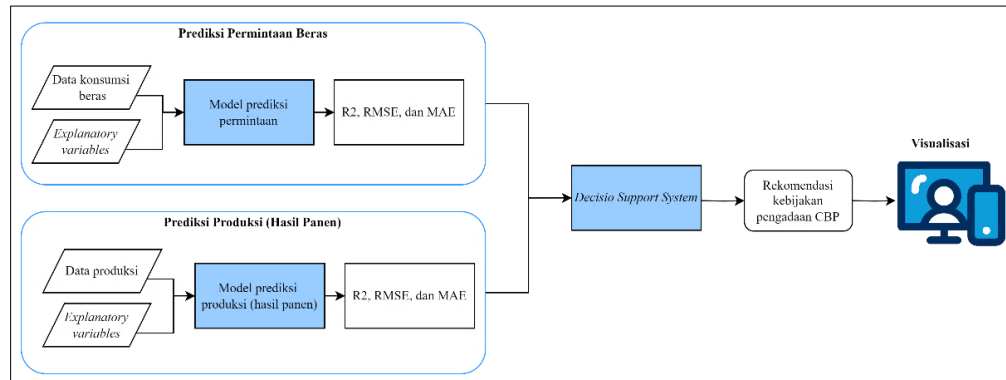 Prediksi Permintaan Beras
Data konsumsi
beras
Explanatory
variables
Model prediksi
permintaan
R2, RMSE, dan MAE
Prediksi Produksi (Hasil Panen)
Data produksi
Explanatory
variables
Model prediksi
produksi (hasil panen)
R2, RMSE, dan MAE
Decisio Support System
Rekomendasi
kebijakan
pengadaan CBP
Visualisasi